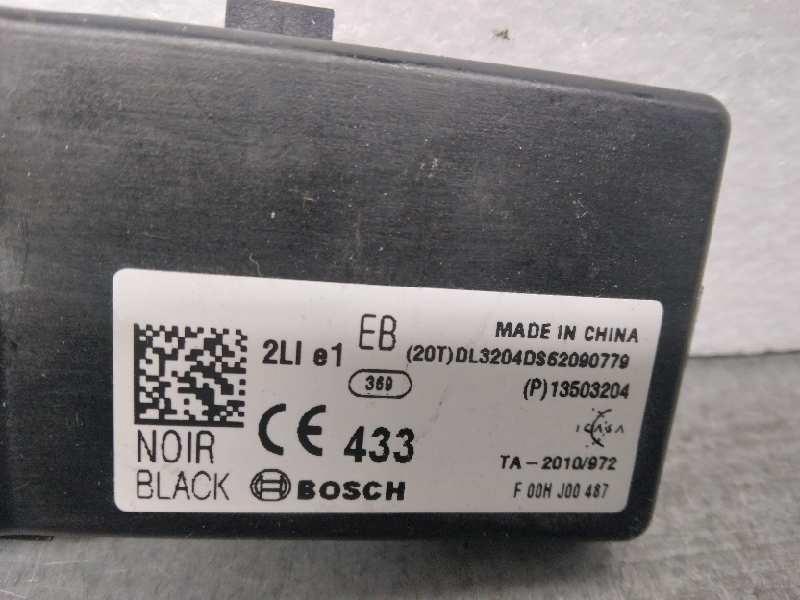 MADE IN CHINA
2LI e1 EB (20T)DL3204DS62090779
369 (P)13503204
NOIR CE 433 ICASA
TA-2010/972
BLACK BOSCH F 00H J00 487